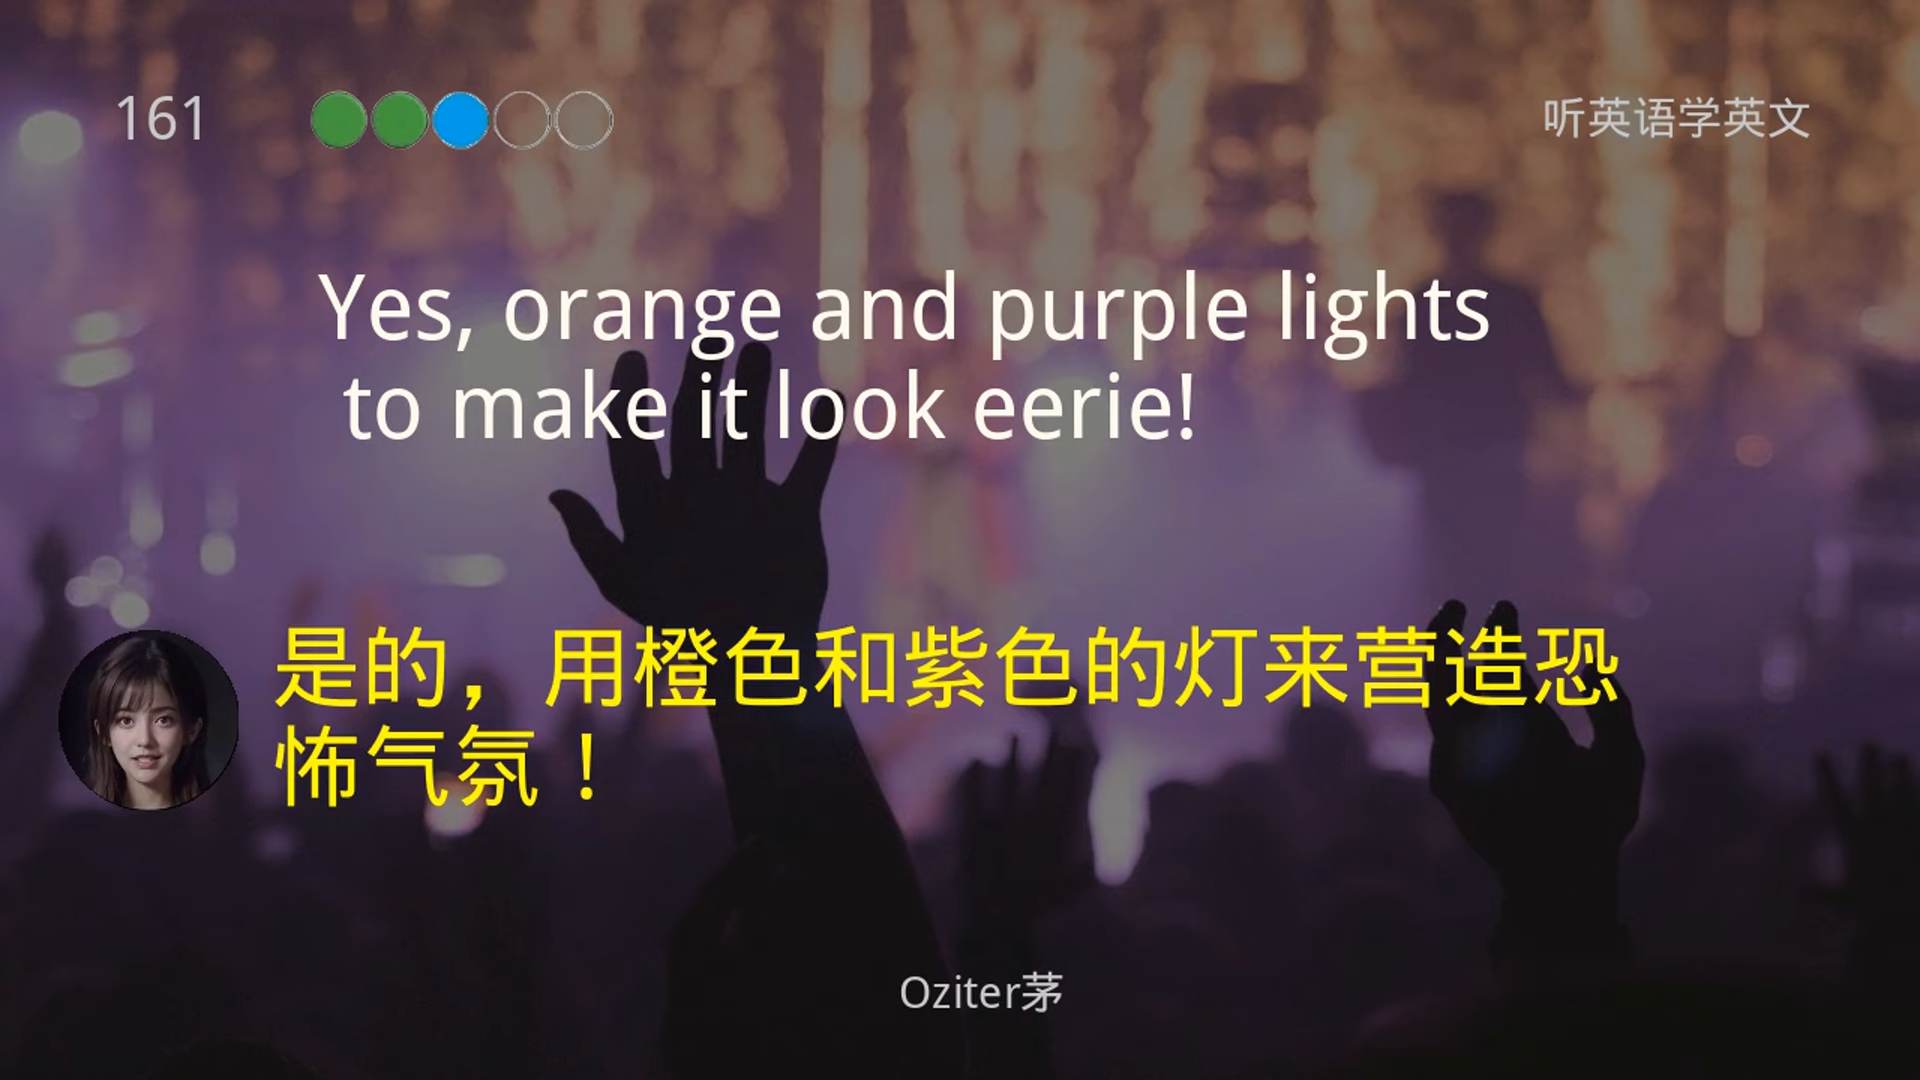 161
听英语学英文
Yes, orange and purple lights
to make it look eerie!
是的，用橙色和紫色的灯来营造恐
怖气氛！
Oziter茅